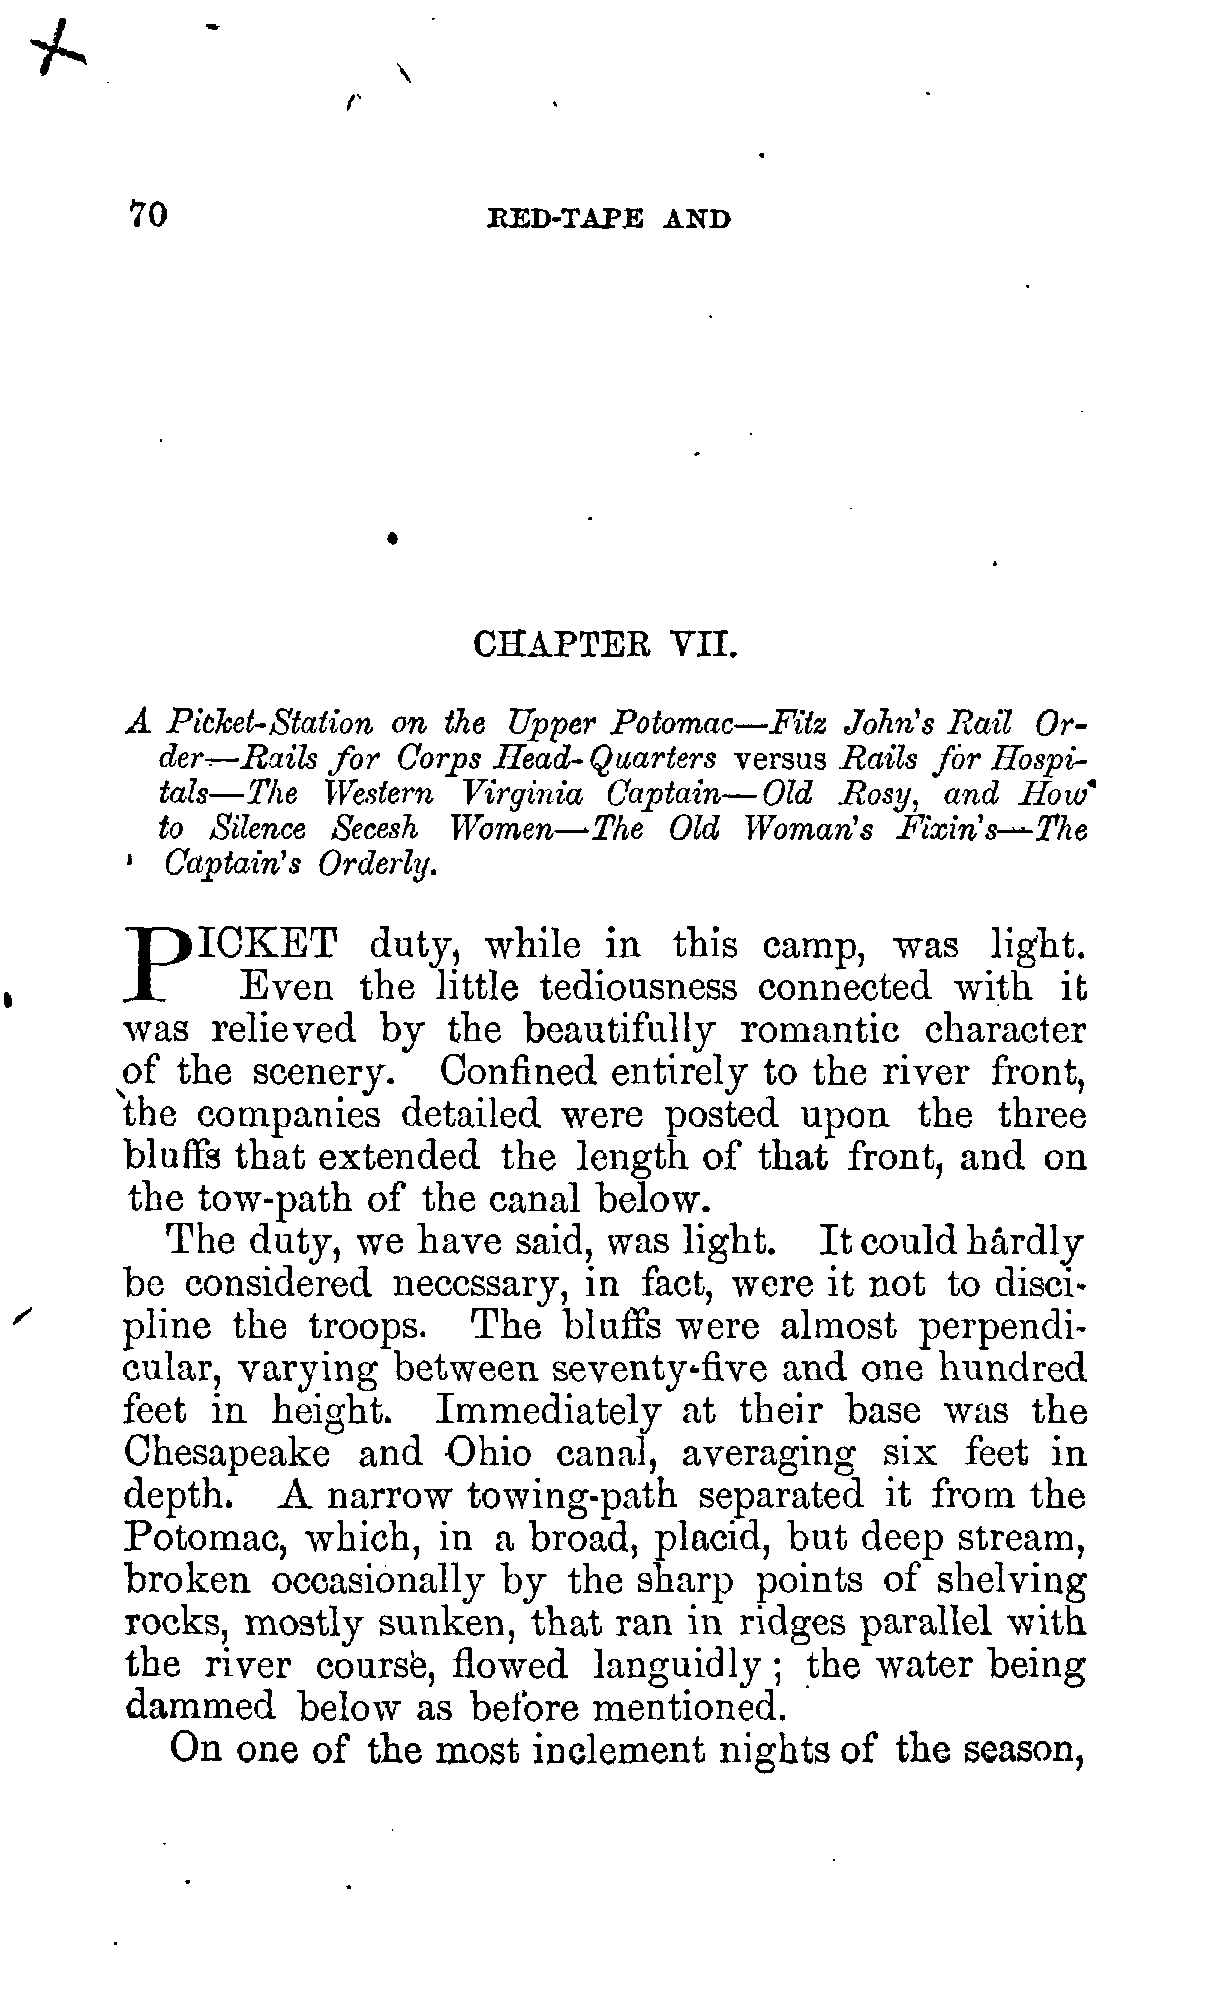 70 RED-TAPE AND
CHAPTER VII.
A Picket-Station on the Upper Potomac—Fitz John's Rail Or-
der—Rails for Corps Head-Quarters versus Rails for Hospi-
tals—The Western Virginia Captain—Old Rosy, and How
to Silence Secesh Women—The Old Woman's Fixin's—The
Captain's Orderly.
PICKET duty, while in this camp, was light.
Even the little tediousness connected with it
was relieved by the beautifully romantic character
of the scenery. Confined entirely to the river front,
the companies detailed were posted upon the three
bluffs that extended the length of that front, and on
the tow-path of the canal below.
The duty, we have said, was light. It could hardly
be considered necessary, in fact, were it not to disci-
pline the troops. The bluffs were almost perpendi-
cular, varying between seventy-five and one hundred
feet in height. Immediately at their base was the
Chesapeake and Ohio canal, averaging six feet in
depth. A narrow towing-path separated it from the
Potomac, which, in a broad, placid, but deep stream,
broken occasionally by the sharp points of shelving
rocks, mostly sunken, that ran in ridges parallel with
the river course, flowed languidly; the water being
dammed below as before mentioned.
On one of the most inclement nights of the season,